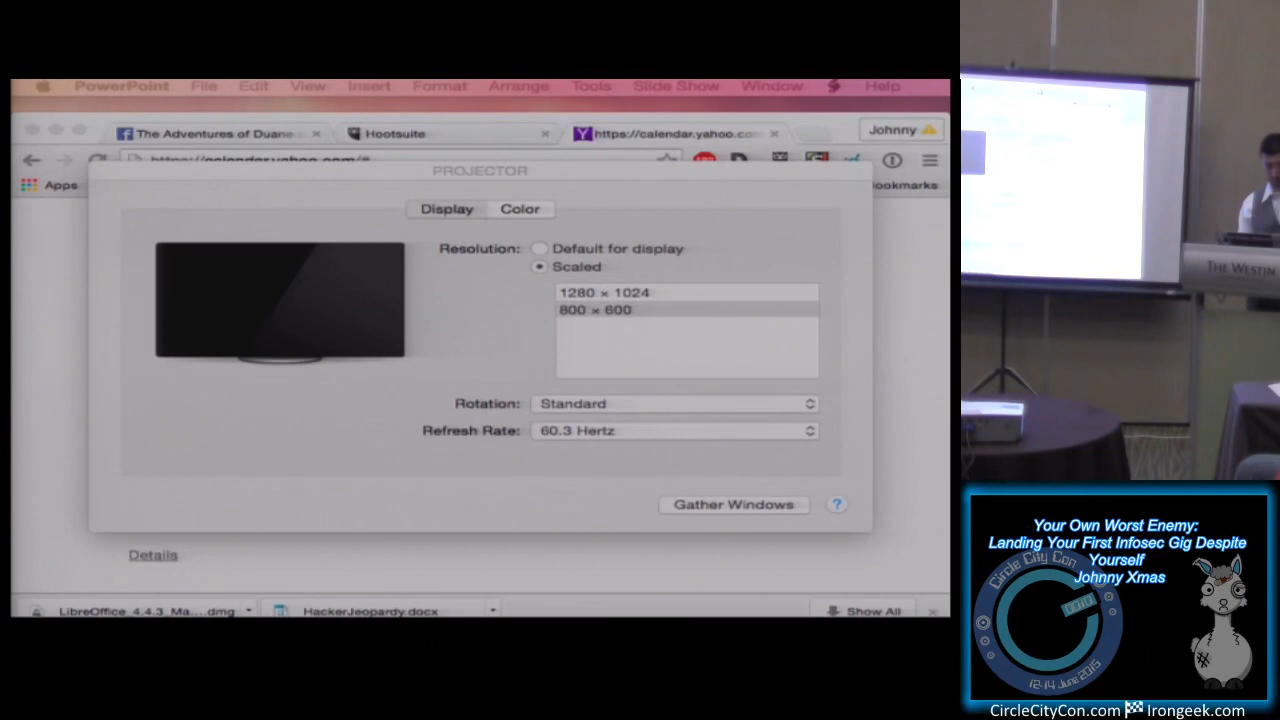 PowerPoint File Edit View Insert Format Arrange Tools Slide Show Window Help
The Adventures of Duane Hootsuite https://calendar.yahoo.com Johnny
https://calendar.yahoo.com/#
Apps ookmarks
PROJECTOR
Display Color
Resolution: Default for display
Scaled
1280 × 1024
800 × 600
Rotation: Standard
Refresh Rate: 60.3 Hertz
Gather Windows ?
Details
LibreOffice_4.4.3_Ma....dmg HackerJeopardy.docx Show All
THE WESTIN
Your Own Worst Enemy:
Landing Your First Infosec Gig Despite
Yourself
Johnny Xmas
Circle City Con
12-14 June 2015
CircleCityCon.com Irongeek.com